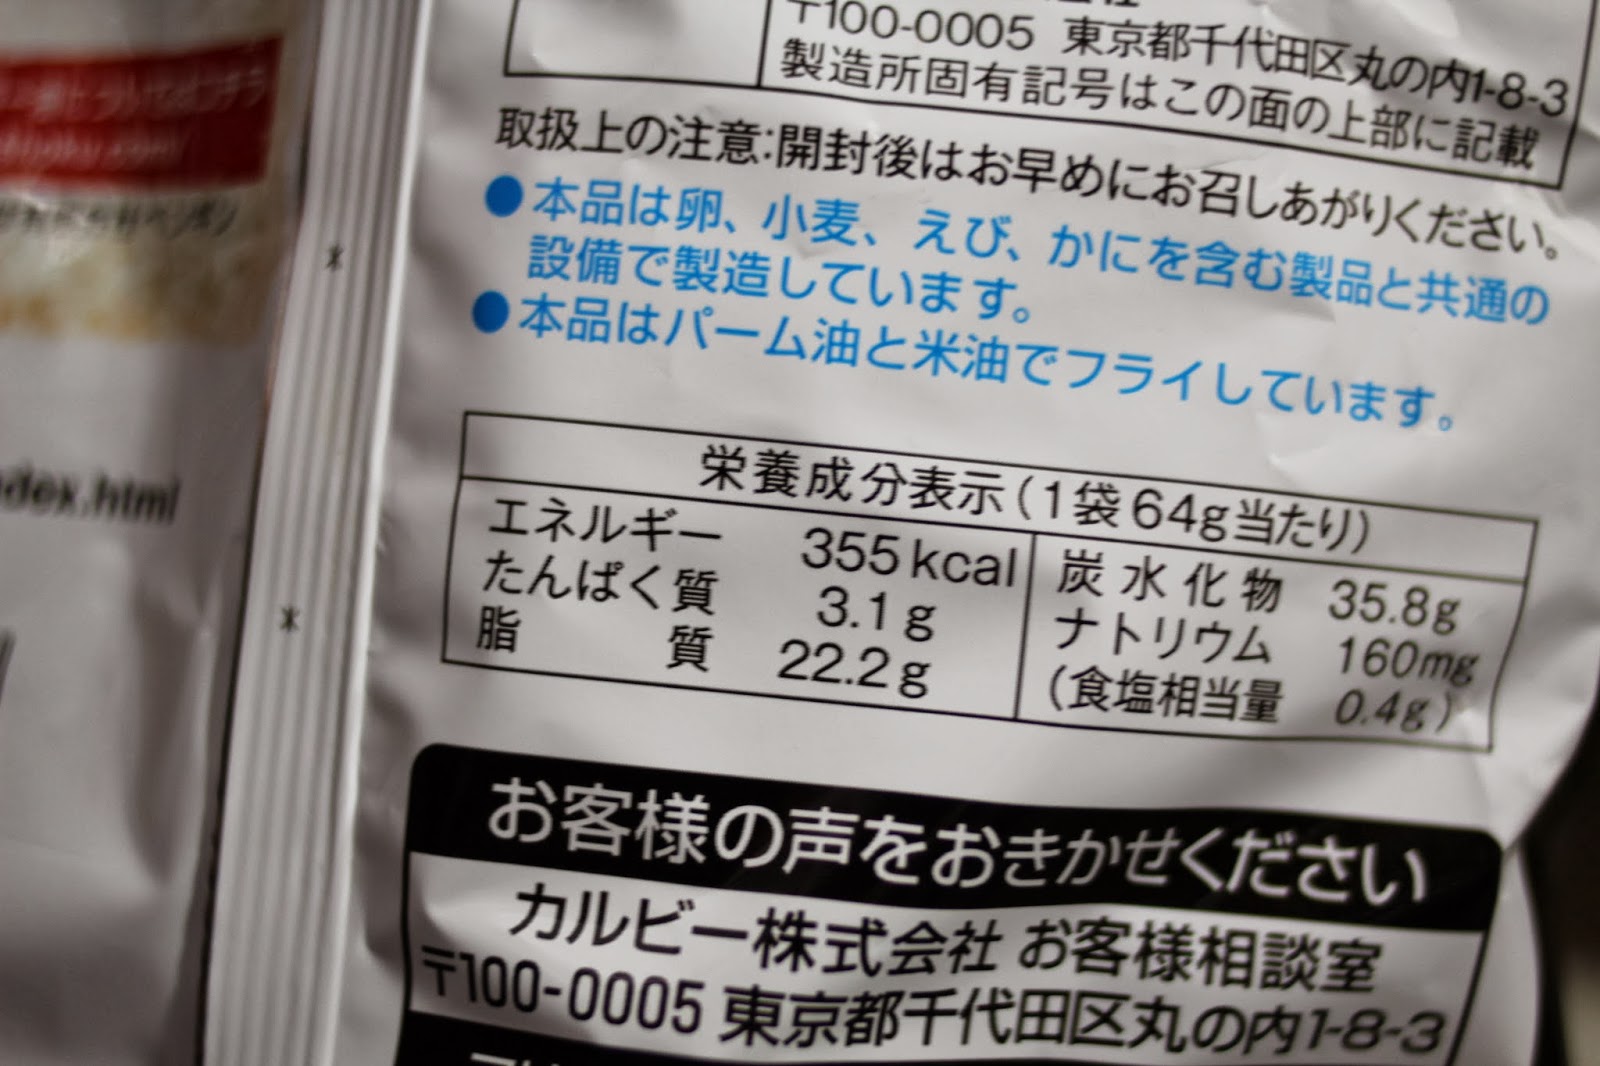 〒100-0005 東京都千代田区丸の内1-8-3
製造所固有記号はこの面の上部に記載
取扱上の注意:開封後はお早めにお召しあがりください。
●本品は卵、小麦、えび、かにを含む製品と共通の
設備で製造しています。
●本品はパーム油と米油でフライしています。
栄養成分表示(1袋64g当たり)
エネルギー 355kcal 炭水化物 35.8g
たんぱく質 3.1g ナトリウム 160mg
脂質 22.2g (食塩相当量 0.4g)
お客様の声をおきかせください
カルビー株式会社 お客様相談室
〒100-0005 東京都千代田区丸の内1-8-3
ndex.html